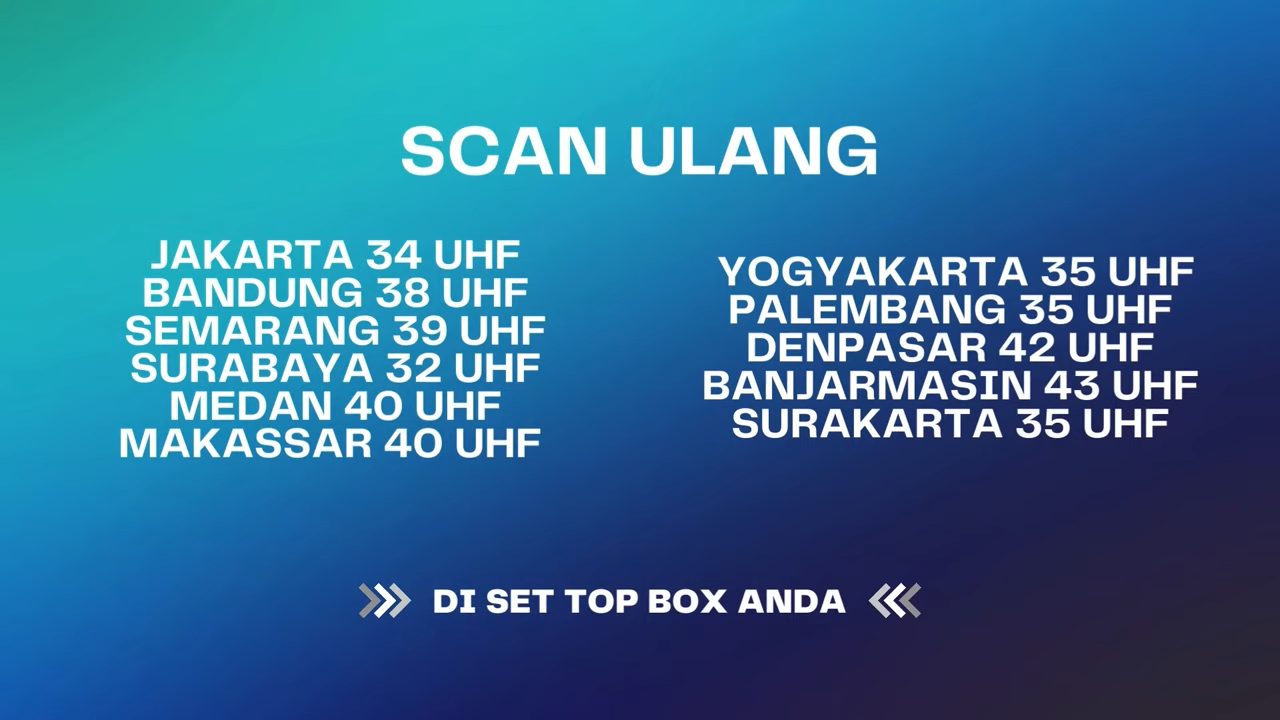 SCAN ULANG
JAKARTA 34 UHF
BANDUNG 38 UHF
SEMARANG 39 UHF
SURABAYA 32 UHF
MEDAN 40 UHF
MAKASSAR 40 UHF
YOGYAKARTA 35 UHF
PALEMBANG 35 UHF
DENPASAR 42 UHF
BANJARMASIN 43 UHF
SURAKARTA 35 UHF
DI SET TOP BOX ANDA